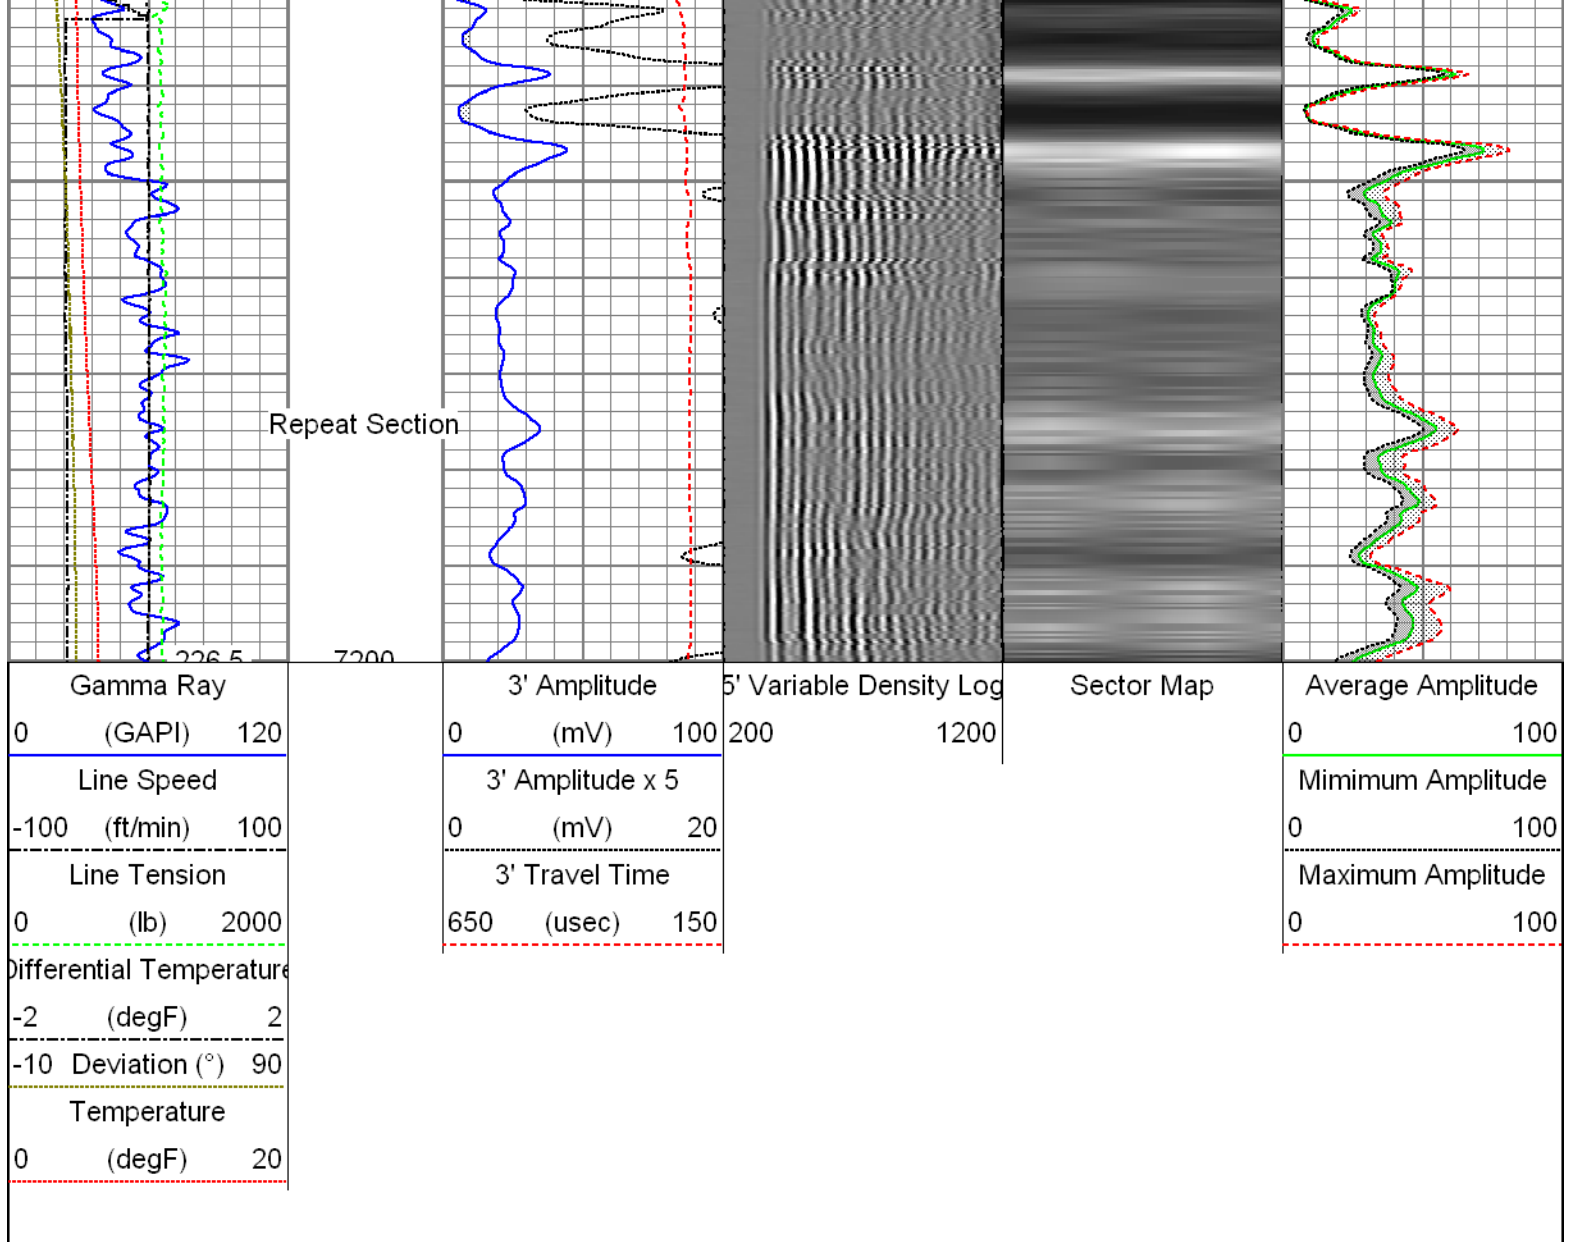 Repeat Section
226.5 7200
Gamma Ray
0 (GAPI) 120
Line Speed
-100 (ft/min) 100
Line Tension
0 (lb) 2000
Differential Temperature
-2 (degF) 2
-10 Deviation (°) 90
Temperature
0 (degF) 20
3' Amplitude
0 (mV) 100
3' Amplitude x 5
0 (mV) 20
3' Travel Time
650 (usec) 150
5' Variable Density Log
200 1200
Sector Map
Average Amplitude
0 100
Mimimum Amplitude
0 100
Maximum Amplitude
0 100